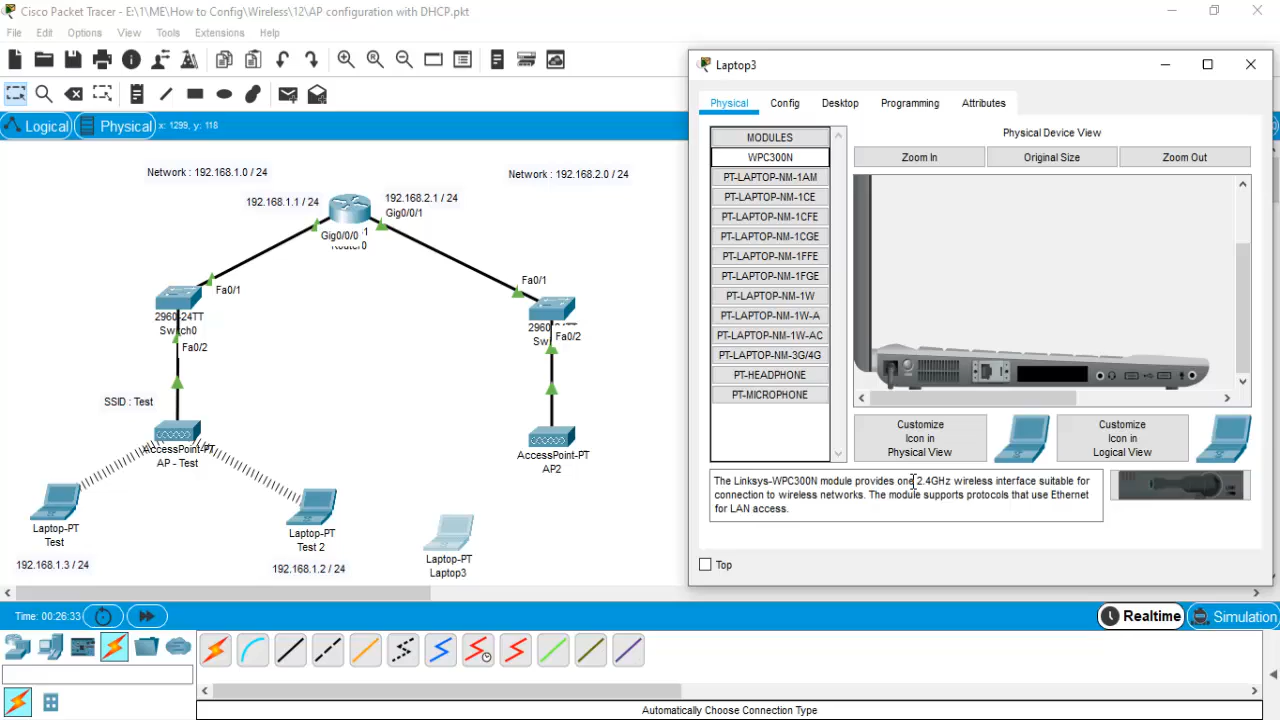 Cisco Packet Tracer - E:\1\ME\How to Config\Wireless\12\AP configuration with DHCP.pkt
File Edit Options View Tools Extensions Help
Logical Physical x: 1299, y: 118
Network : 192.168.1.0 / 24
Network : 192.168.2.0 / 24
192.168.1.1 / 24
192.168.2.1 / 24
Gig0/0/1
Gig0/0/0
Fa0/1
Fa0/1
2960-24TT
Switch0
Fa0/2
2960
Sw
Fa0/2
SSID : Test
AccessPoint-PT
AP - Test
AccessPoint-PT
AP2
Laptop-PT
Test
192.168.1.3 / 24
Laptop-PT
Test 2
192.168.1.2 / 24
Laptop-PT
Laptop3
Laptop3
Physical Config Desktop Programming Attributes
MODULES
WPC300N
PT-LAPTOP-NM-1AM
PT-LAPTOP-NM-1CE
PT-LAPTOP-NM-1CFE
PT-LAPTOP-NM-1CGE
PT-LAPTOP-NM-1FFE
PT-LAPTOP-NM-1FGE
PT-LAPTOP-NM-1W
PT-LAPTOP-NM-1W-A
PT-LAPTOP-NM-1W-AC
PT-LAPTOP-NM-3G/4G
PT-HEADPHONE
PT-MICROPHONE
Physical Device View
Zoom In Original Size Zoom Out
Customize
Icon in
Physical View
Customize
Icon in
Logical View
The Linksys-WPC300N module provides one 2.4GHz wireless interface suitable for
connection to wireless networks. The module supports protocols that use Ethernet
for LAN access.
Top
Time: 00:26:33
Realtime Simulation
Automatically Choose Connection Type